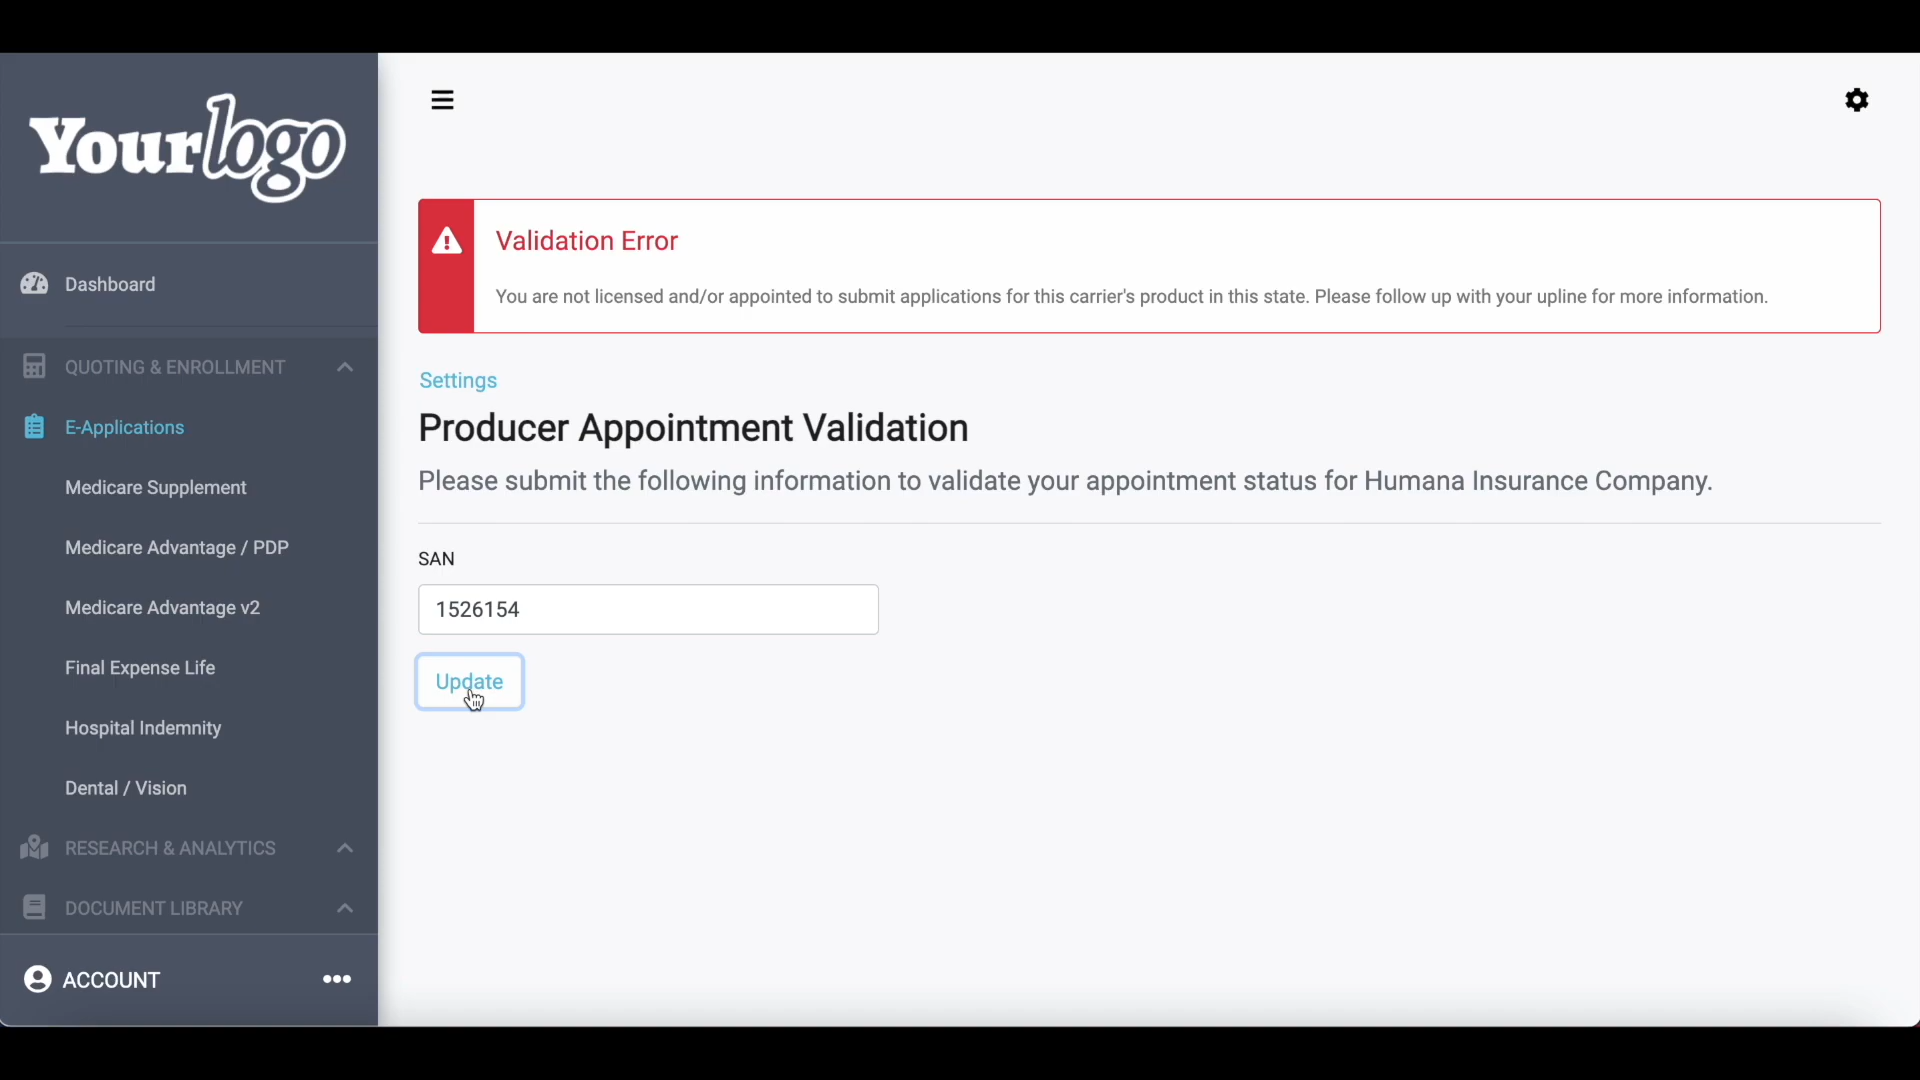 Yourlogo
Dashboard
QUOTING & ENROLLMENT
E-Applications
Medicare Supplement
Medicare Advantage / PDP
Medicare Advantage v2
Final Expense Life
Hospital Indemnity
Dental / Vision
RESEARCH & ANALYTICS
DOCUMENT LIBRARY
ACCOUNT
Validation Error
You are not licensed and/or appointed to submit applications for this carrier's product in this state. Please follow up with your upline for more information.
Settings
Producer Appointment Validation
Please submit the following information to validate your appointment status for Humana Insurance Company.
SAN
1526154
Update